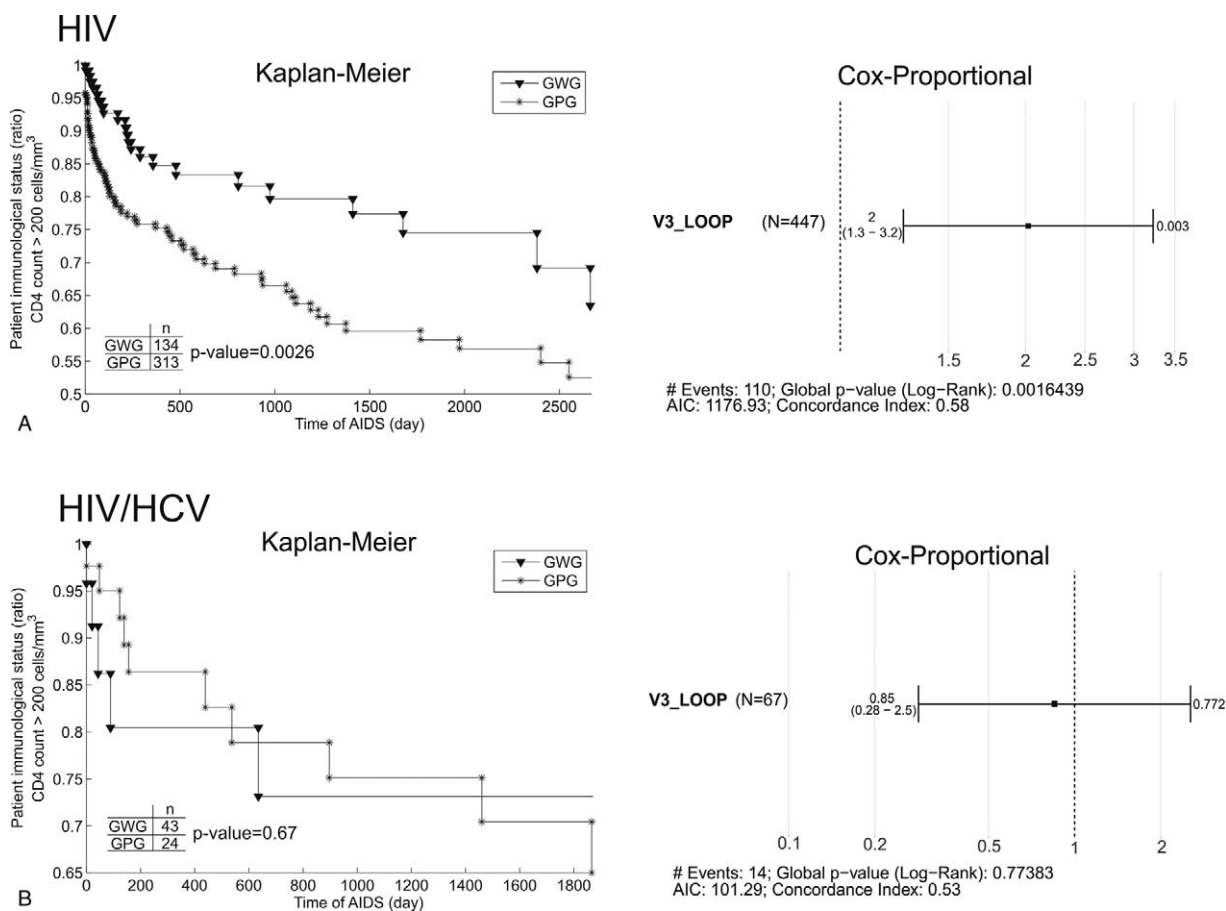 HIV
Kaplan-Meier
GWG
GPG
Patient immunological status (ratio)
CD4 count > 200 cells/mm³
1
0.95
0.9
0.85
0.8
0.75
0.7
0.65
0.6
0.55
0.5
n
GWG 134
GPG 313
p-value=0.0026
0 500 1000 1500 2000 2500
Time of AIDS (day)
A
Cox-Proportional
V3_LOOP (N=447)
2
(1.3 − 3.2)
0.003
1.5 2 2.5 3 3.5
# Events: 110; Global p−value (Log−Rank): 0.0016439
AIC: 1176.93; Concordance Index: 0.58
HIV/HCV
Kaplan-Meier
GWG
GPG
Patient immunological status (ratio)
CD4 count > 200 cells/mm³
1
0.95
0.9
0.85
0.8
0.75
0.7
0.65
n
GWG 43
GPG 24
p-value=0.67
0 200 400 600 800 1000 1200 1400 1600 1800
Time of AIDS (day)
B
Cox-Proportional
V3_LOOP (N=67)
0.85
(0.28 − 2.5)
0.772
0.1 0.2 0.5 1 2
# Events: 14; Global p−value (Log−Rank): 0.77383
AIC: 101.29; Concordance Index: 0.53